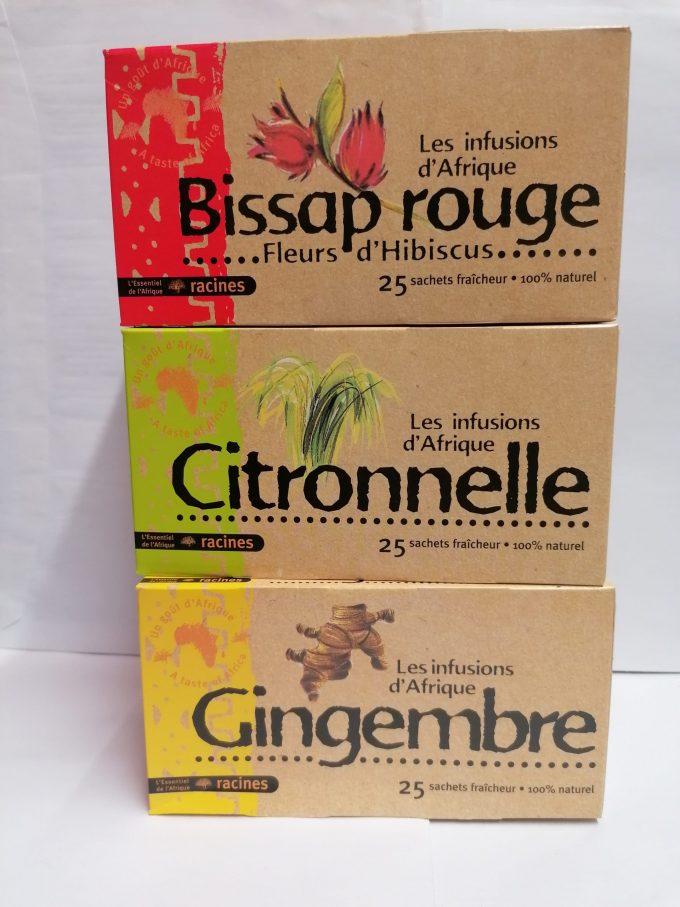 Un goût d'Afrique
A taste of Africa
Les infusions
d'Afrique
Bissap rouge
......Fleurs d'Hibiscus.......
L'Essentiel
de l'Afrique
racines
25 sachets fraîcheur • 100% naturel
Un goût d'Afrique
A taste of Africa
Les infusions
d'Afrique
Citronnelle
L'Essentiel
de l'Afrique
racines
25 sachets fraîcheur • 100% naturel
racines
Un goût d'Afrique
A taste of Africa
Les infusions
d'Afrique
Gingembre
L'Essentiel
de l'Afrique
racines
25 sachets fraîcheur • 100% naturel